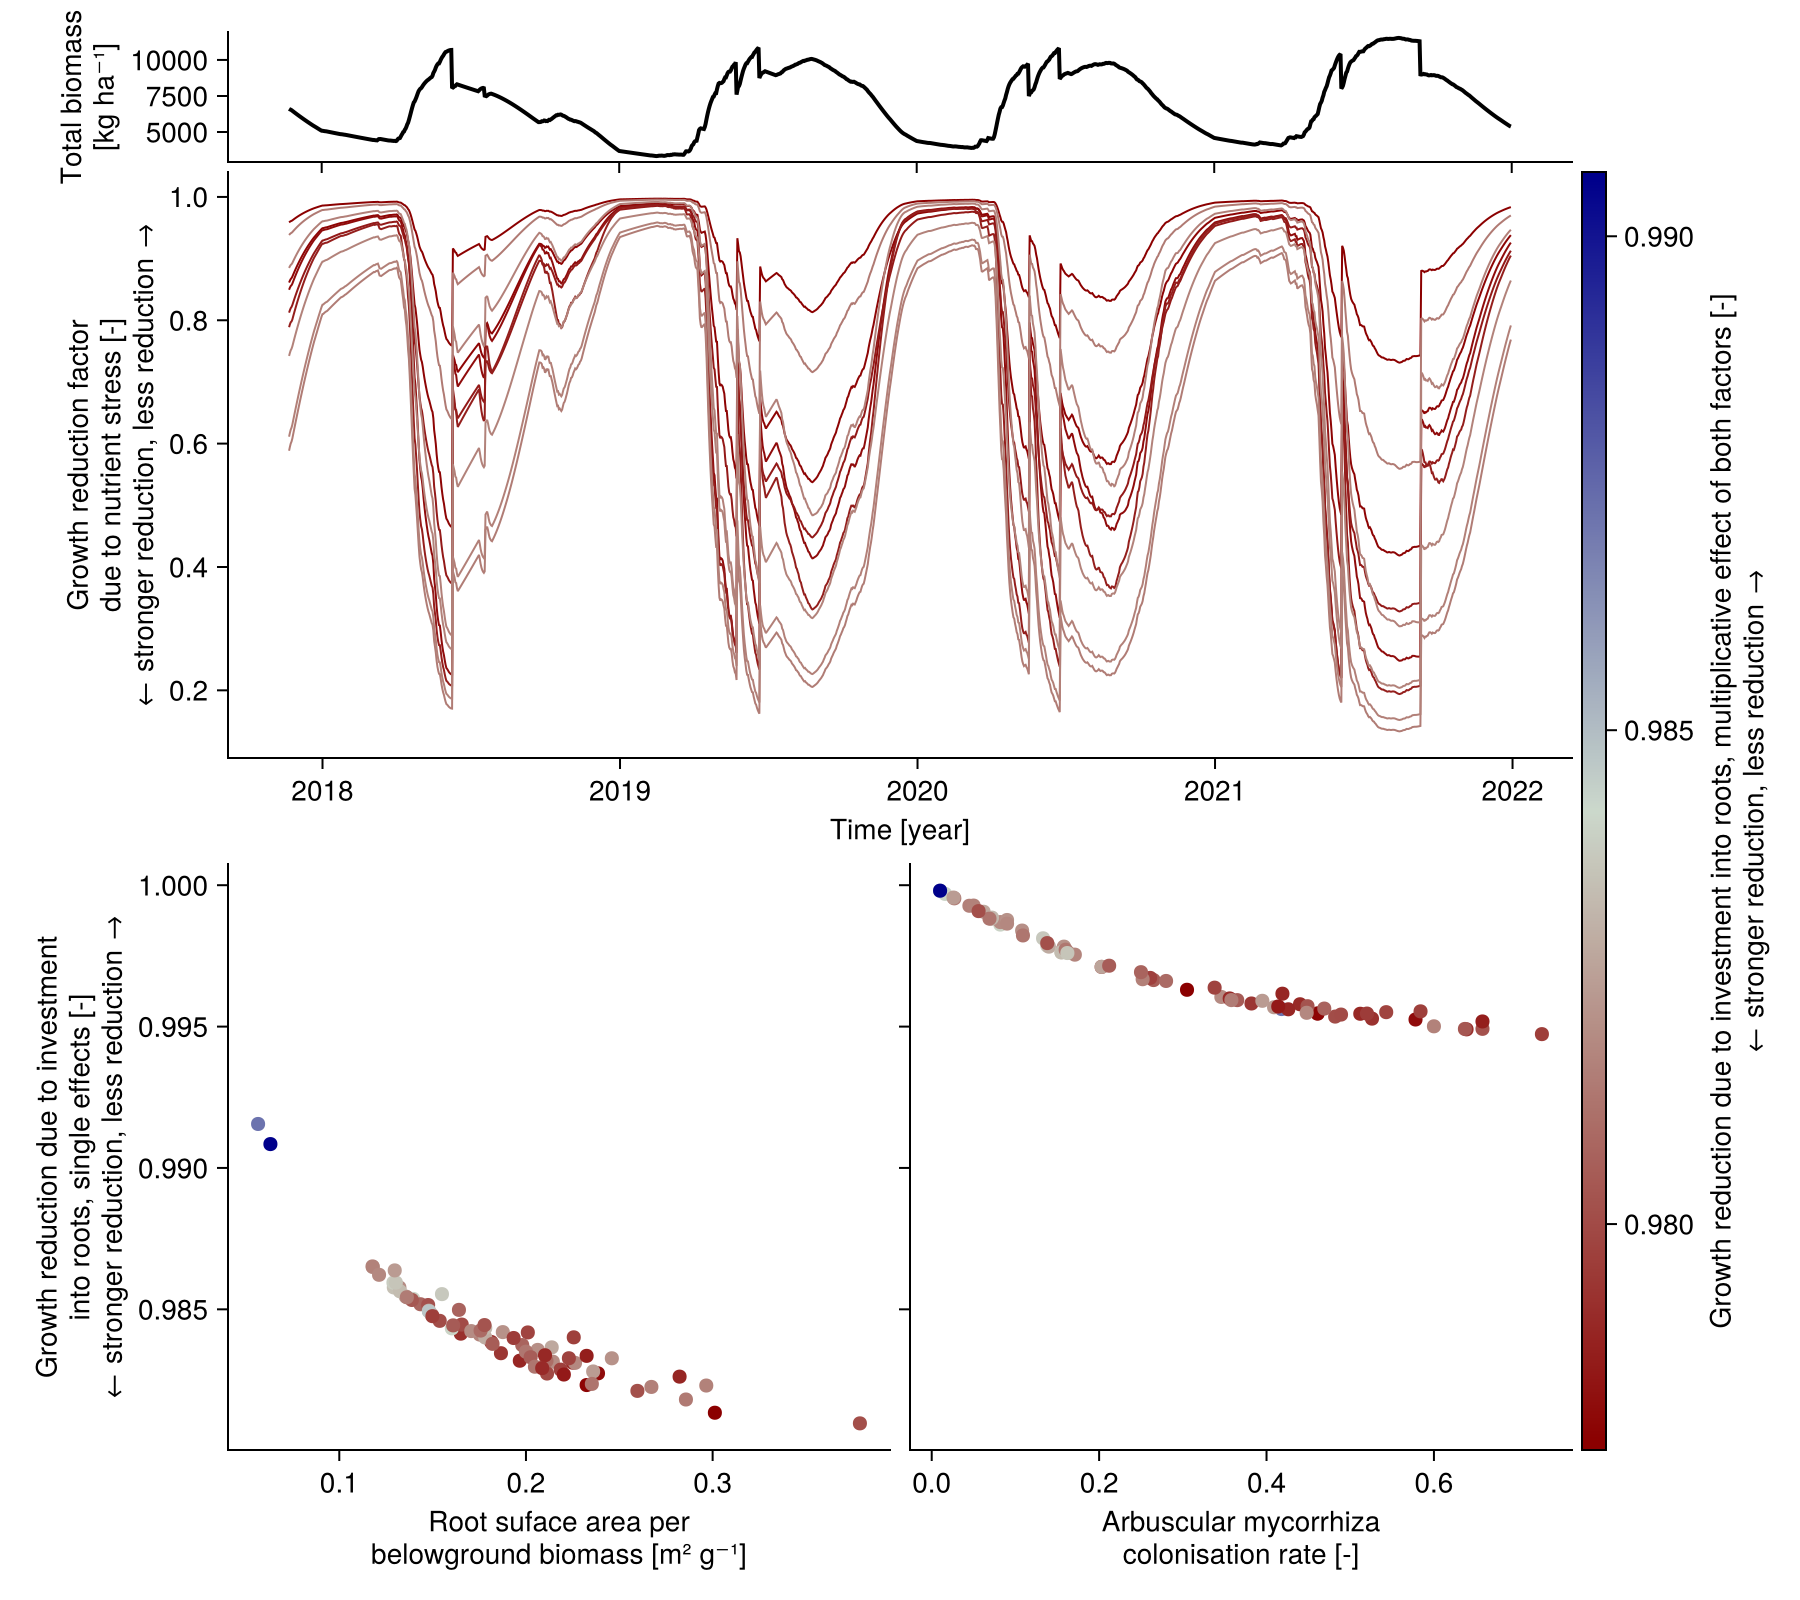 Total biomass
[kg ha⁻¹]
10000
7500
5000
Growth reduction factor
due to nutrient stress [-]
← stronger reduction, less reduction →
1.0
0.8
0.6
0.4
0.2
2018
2019
2020
2021
2022
Time [year]
Growth reduction due to investment
into roots, single effects [-]
← stronger reduction, less reduction →
1.000
0.995
0.990
0.985
0.1
0.2
0.3
Root suface area per
belowground biomass [m² g⁻¹]
0.0
0.2
0.4
0.6
Arbuscular mycorrhiza
colonisation rate [-]
0.990
0.985
0.980
Growth reduction due to investment into roots, multiplicative effect of both factors [-]
← stronger reduction, less reduction →